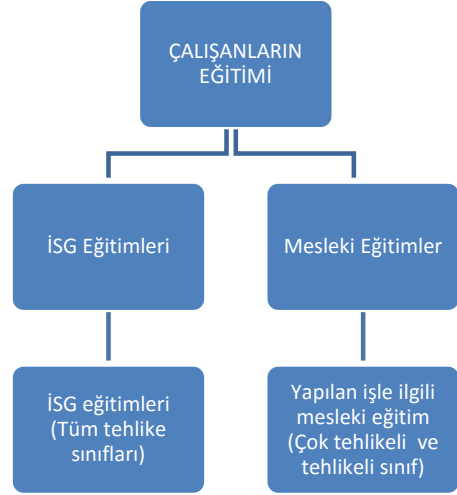 ÇALIŞANLARIN
EĞİTİMİ
İSG Eğitimleri
Mesleki Eğitimler
İSG eğitimleri
(Tüm tehlike
sınıfları)
Yapılan işle ilgili
mesleki eğitim
(Çok tehlikeli ve
tehlikeli sınıf)